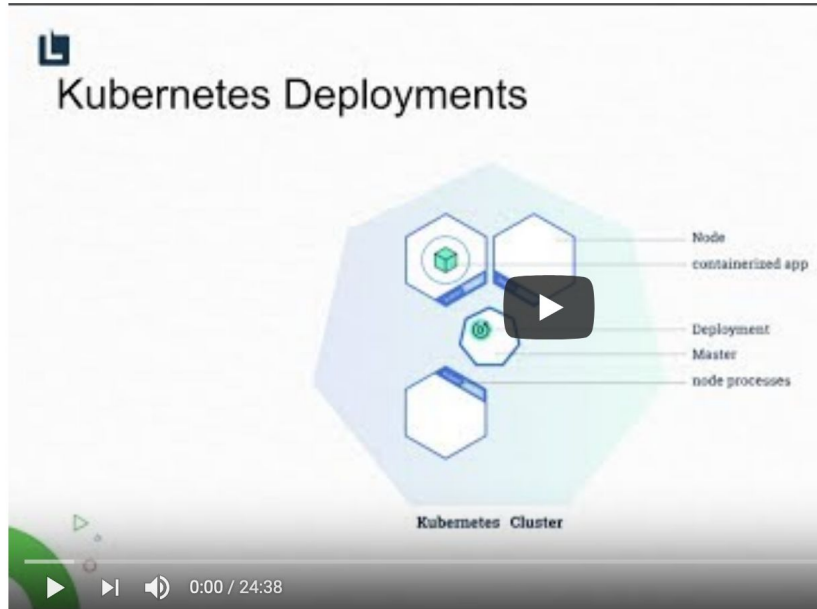 Kubernetes Deployments
Node
containerized app
Deployment
Master
node processes
Kubernetes Cluster
0:00 / 24:38